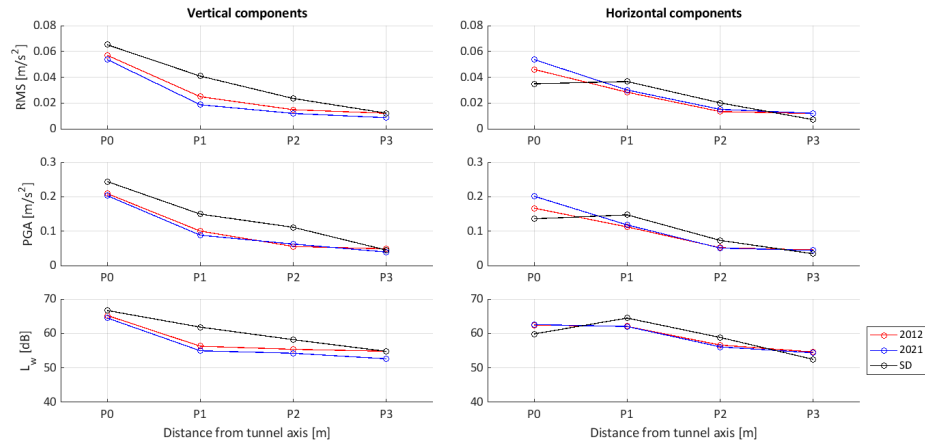 Vertical components
Horizontal components
RMS [m/s²]
0.08
0.06
0.04
0.02
0
P0 P1 P2 P3
0.08
0.06
0.04
0.02
0
P0 P1 P2 P3
PGA [m/s²]
0.3
0.2
0.1
0
P0 P1 P2 P3
0.3
0.2
0.1
0
P0 P1 P2 P3
L_w [dB]
70
60
50
40
P0 P1 P2 P3
Distance from tunnel axis [m]
70
60
50
40
P0 P1 P2 P3
Distance from tunnel axis [m]
2012
2021
SD